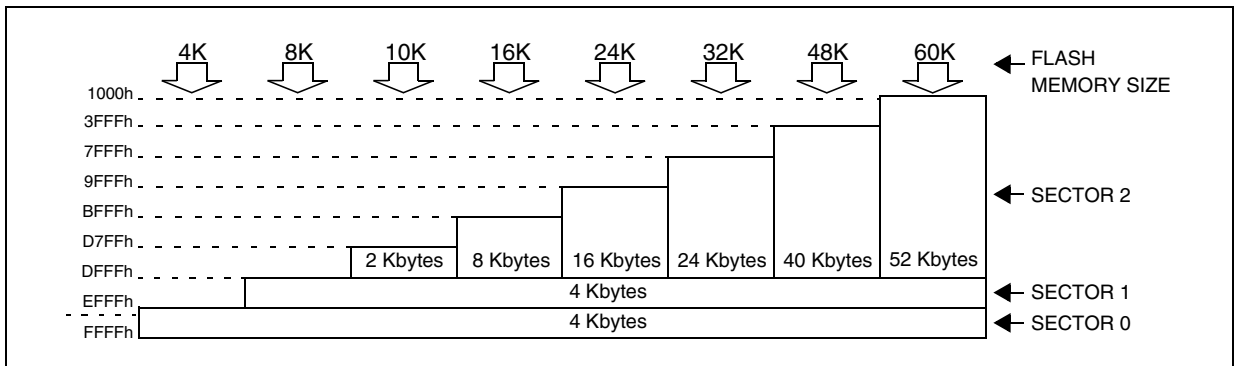 4K 8K 10K 16K 24K 32K 48K 60K
FLASH
MEMORY SIZE
1000h
3FFFh
7FFFh
9FFFh
SECTOR 2
BFFFh
D7FFh
2 Kbytes 8 Kbytes 16 Kbytes 24 Kbytes 40 Kbytes 52 Kbytes
DFFFh
4 Kbytes
SECTOR 1
EFFFh
4 Kbytes
SECTOR 0
FFFFh